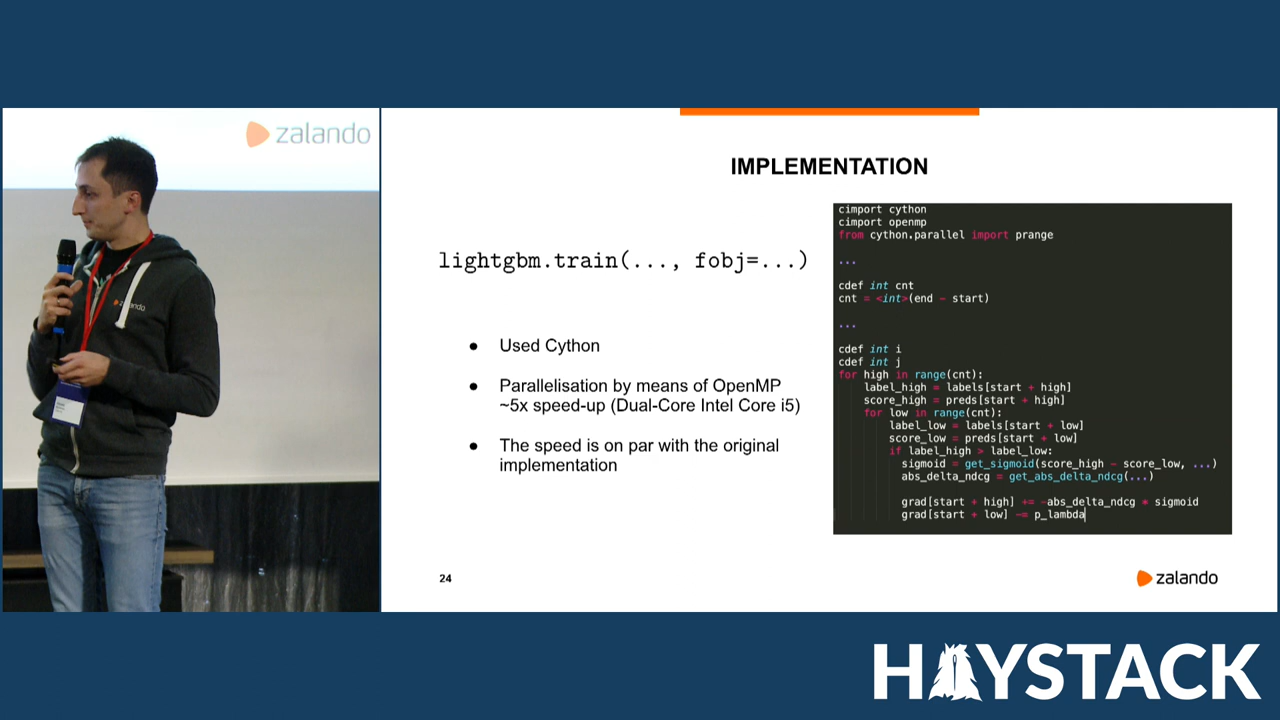 zalando
zalando
IMPLEMENTATION
lightgbm.train(..., fobj=...)
● Used Cython
● Parallelisation by means of OpenMP
~5x speed-up (Dual-Core Intel Core i5)
● The speed is on par with the original
implementation
cimport cython
cimport openmp
from cython.parallel import prange
...
cdef int cnt
cnt = <int>(end - start)
...
cdef int i
cdef int j
for high in range(cnt):
label_high = labels[start + high]
score_high = preds[start + high]
for low in range(cnt):
label_low = labels[start + low]
score_low = preds[start + low]
if label_high > label_low:
sigmoid = get_sigmoid(score_high - score_low, ...)
abs_delta_ndcg = get_abs_delta_ndcg(...)
grad[start + high] += -abs_delta_ndcg * sigmoid
grad[start + low] -= p_lambda
24
zalando
HAYSTACK